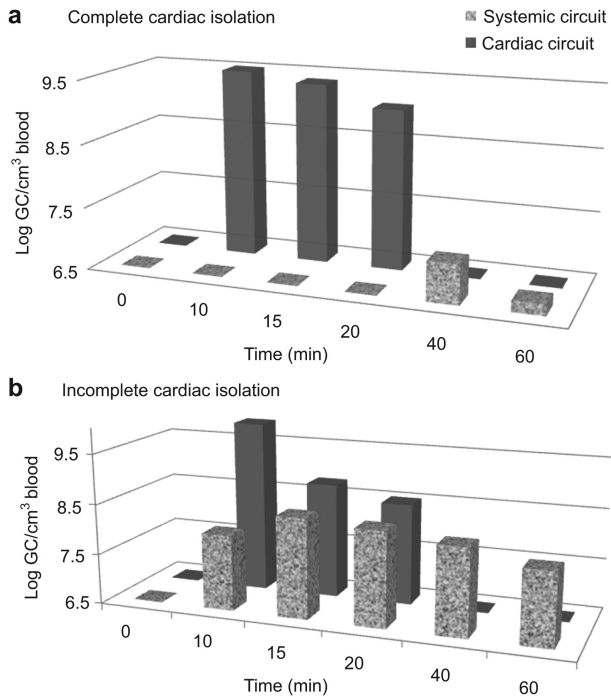 a Complete cardiac isolation
Systemic circuit
Cardiac circuit
Log GC/cm³ blood
9.5
8.5
7.5
6.5
0 10 15 20 40 60
Time (min)
b Incomplete cardiac isolation
Log GC/cm³ blood
9.5
8.5
7.5
6.5
0 10 15 20 40 60
Time (min)